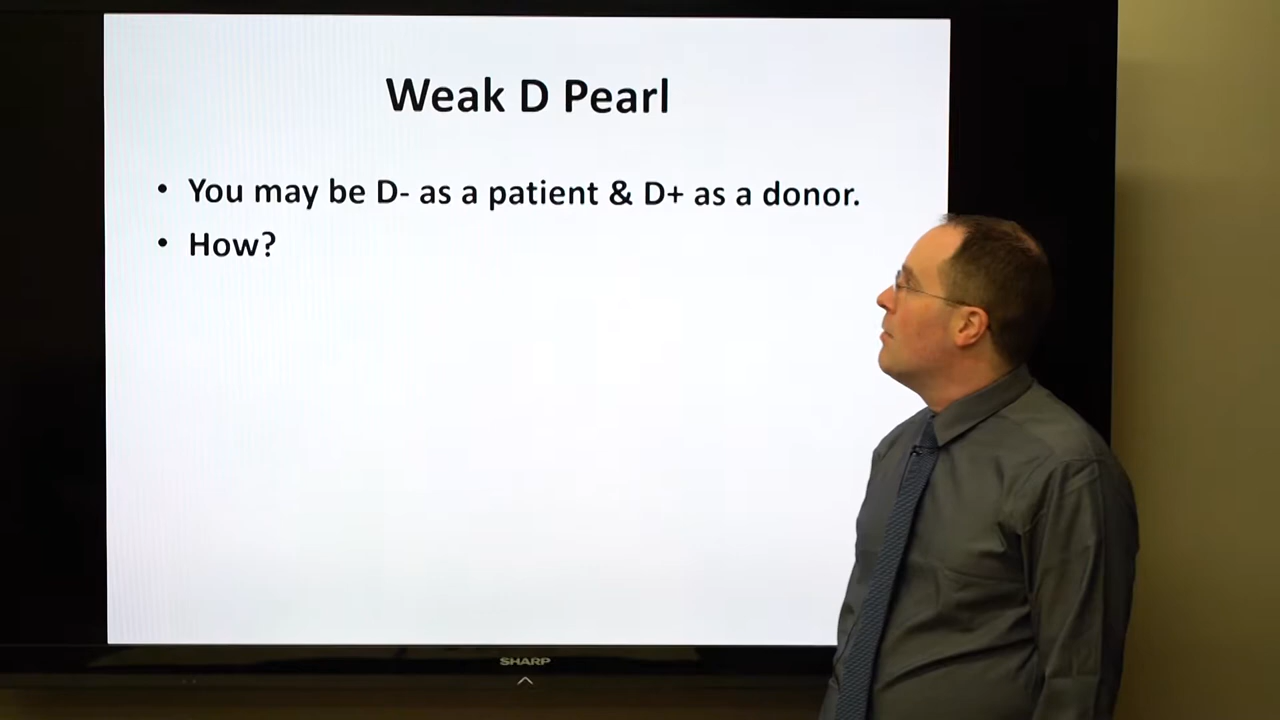 Weak D Pearl
• You may be D- as a patient & D+ as a donor.
• How?
SHARP